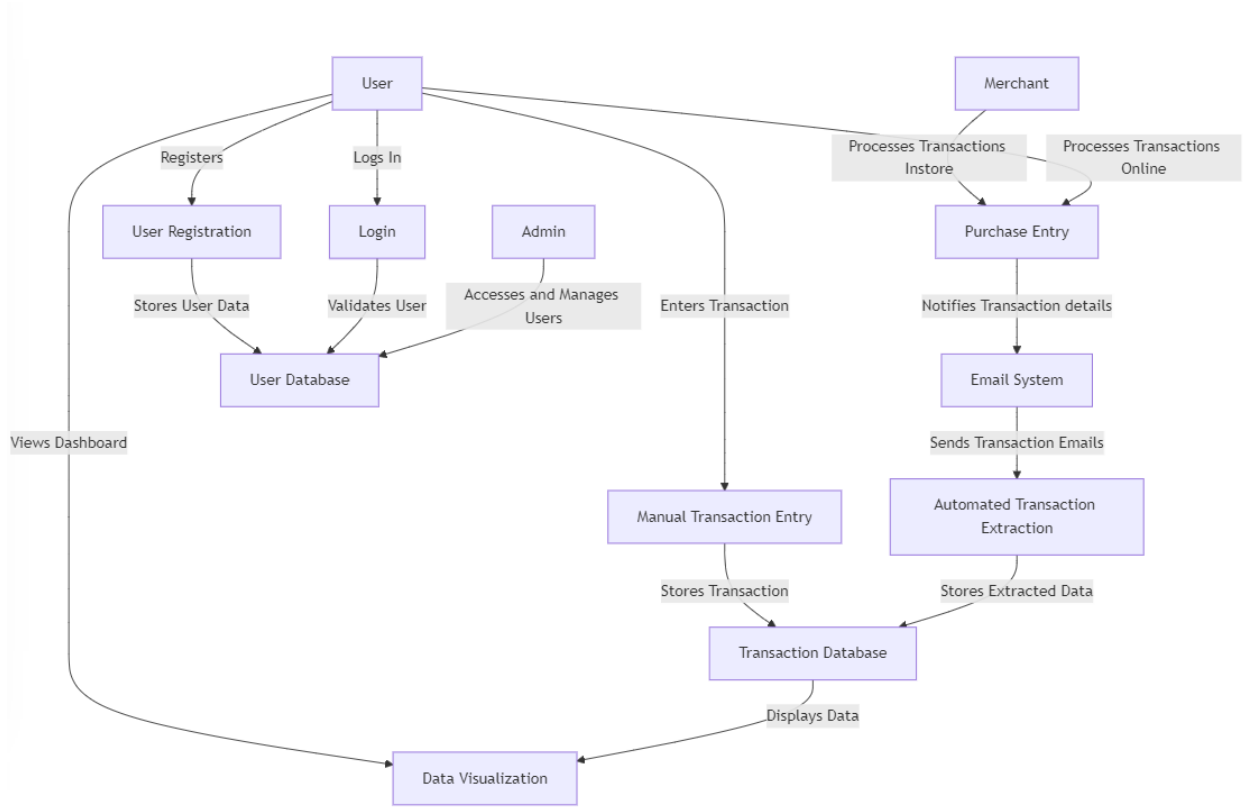 User
Merchant
Registers
Logs In
Processes Transactions
Instore
Processes Transactions
Online
User Registration
Login
Admin
Purchase Entry
Stores User Data
Validates User
Accesses and Manages
Users
Enters Transaction
Notifies Transaction details
User Database
Email System
Views Dashboard
Sends Transaction Emails
Manual Transaction Entry
Automated Transaction
Extraction
Stores Transaction
Stores Extracted Data
Transaction Database
Displays Data
Data Visualization